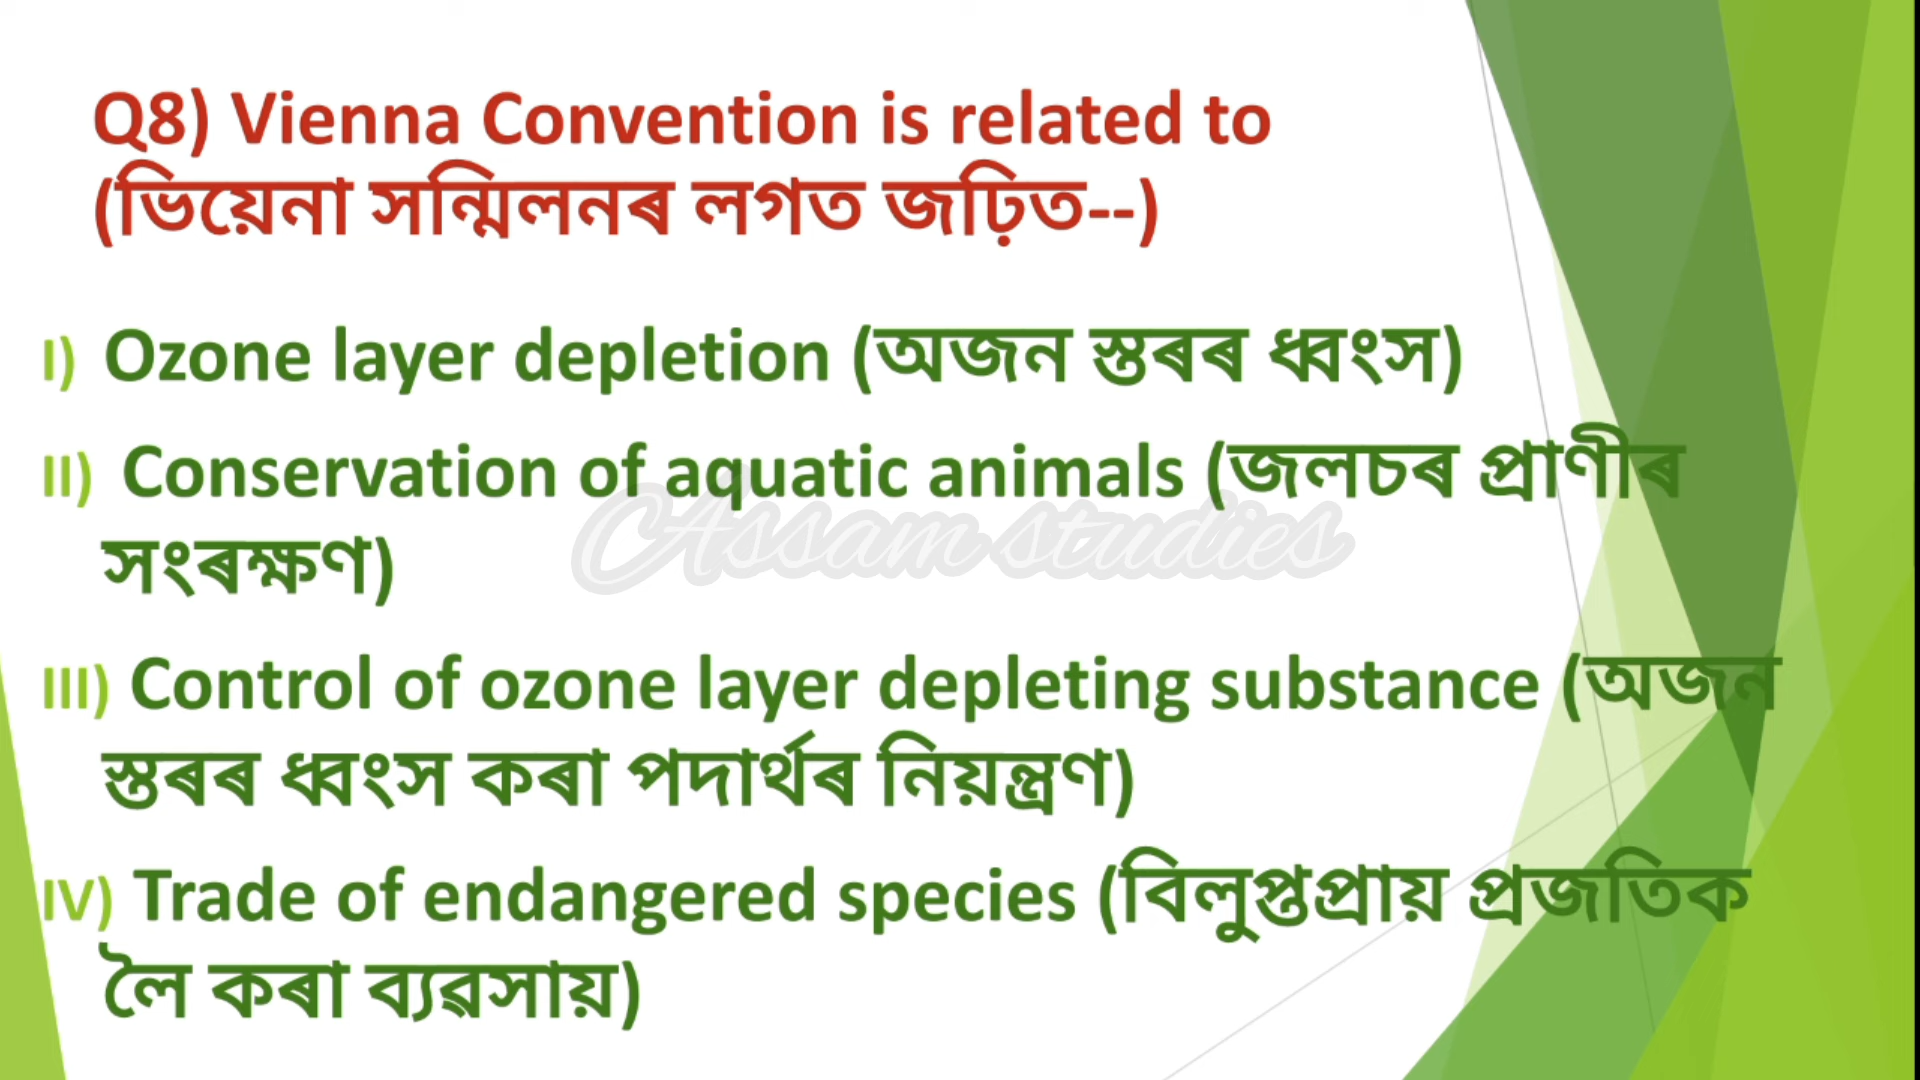 Q8) Vienna Convention is related to
(ভিয়েনা সন্মিলনৰ লগত জঢ়িত--)
I) Ozone layer depletion (অজন স্তৰৰ ধ্বংস)
II) Conservation of aquatic animals (জলচৰ প্ৰাণীৰ
সংৰক্ষণ)
Assam studies
III) Control of ozone layer depleting substance (অজন
স্তৰৰ ধ্বংস কৰা পদাৰ্থৰ নিয়ন্ত্ৰণ)
IV) Trade of endangered species (বিলুপ্তপ্ৰায় প্ৰজতিক
লৈ কৰা ব্যৱসায়)